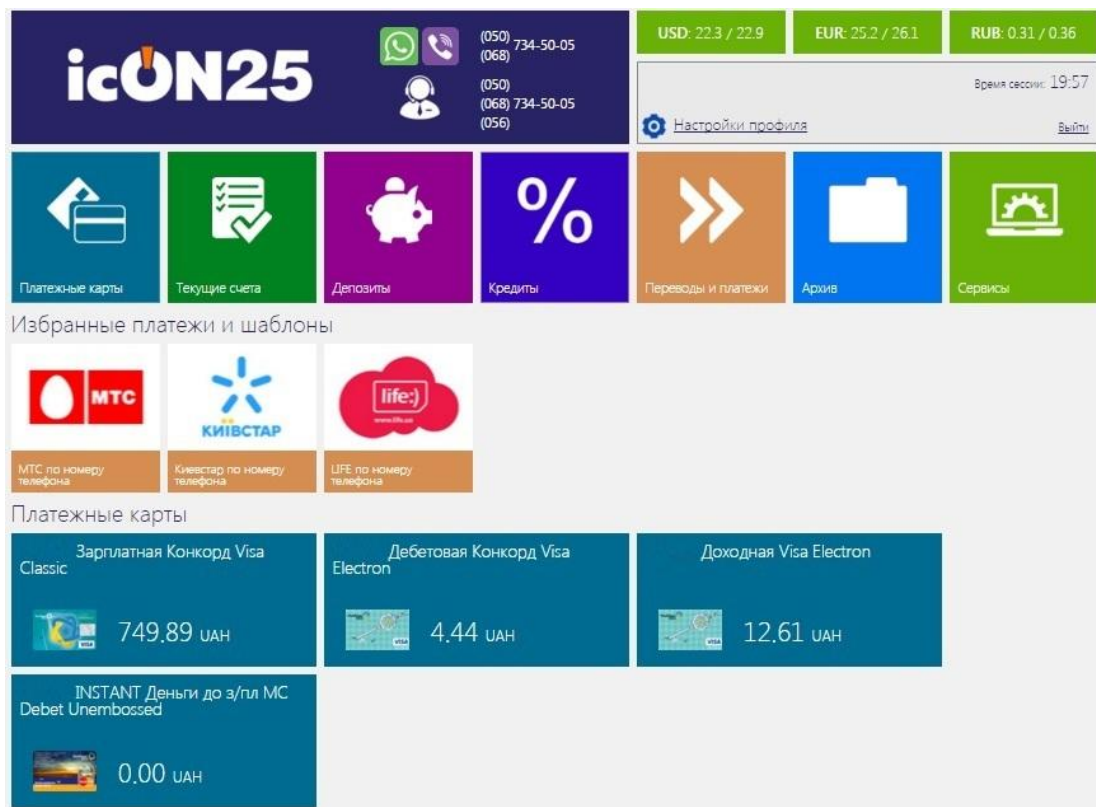 icON25
(050) 734-50-05
(068)
(050)
(068) 734-50-05
(056)
USD: 22.3 / 22.9
EUR: 25.2 / 26.1
RUB: 0.31 / 0.36
Время сессии: 19:57
Настройки профиля
Выйти
Платежные карты
Текущие счета
Депозиты
%
Кредиты
Переводы и платежи
Архив
Сервисы
Избранные платежи и шаблоны
МТС
КИЇВСТАР
life:)
www.life.ua
МТС по номеру
телефона
Киевстар по номеру
телефона
LIFE по номеру
телефона
Платежные карты
Зарплатная Конкорд Visa
Classic
749.89 UAH
Дебетовая Конкорд Visa
Electron
4.44 UAH
Доходная Visa Electron
12.61 UAH
INSTANT Деньги до з/пл MC
Debet Unembossed
0.00 UAH